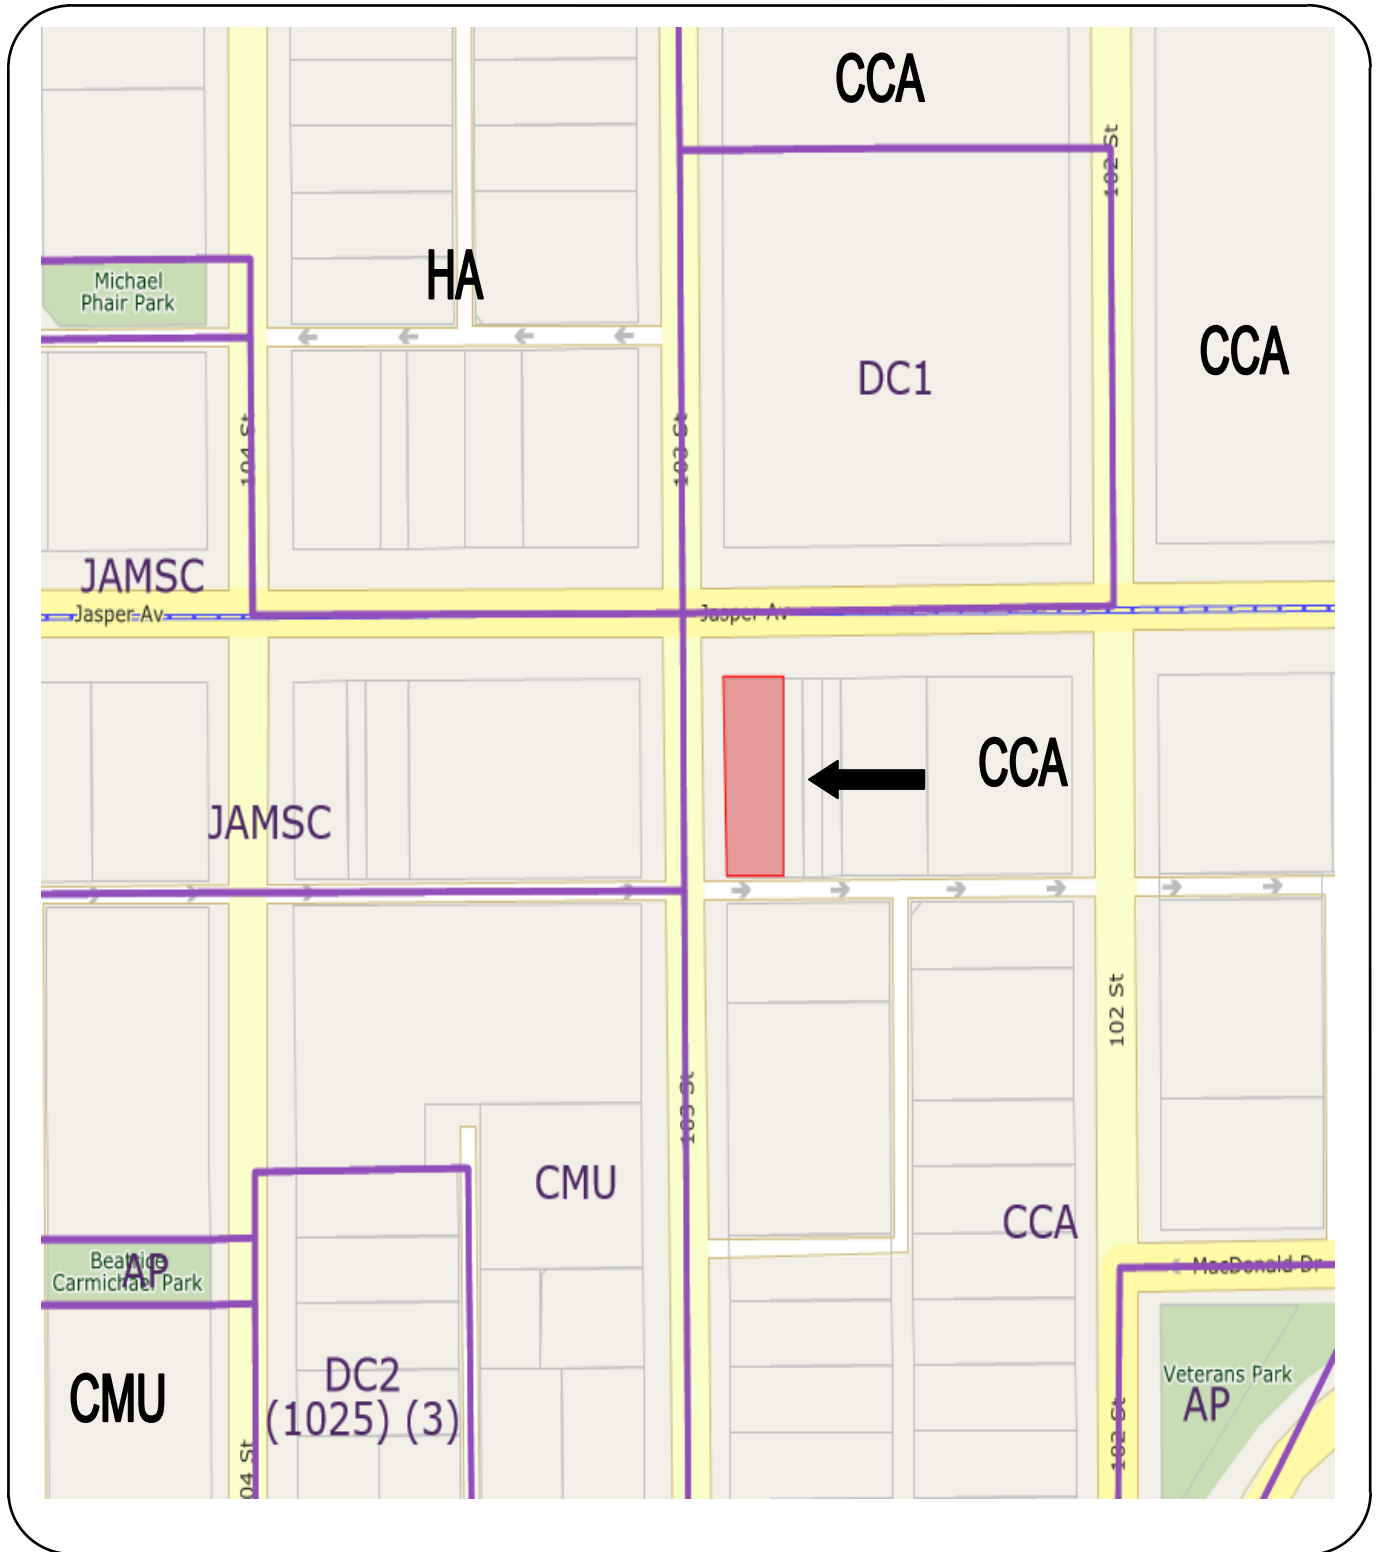 CCA
102 St
Michael
Phair Park
HA
CCA
DC1
104 St
103 St
JAMSC
Jasper Av
Jasper Av
CCA
JAMSC
102 St
103 St
CMU
CCA
Beatrice
Carmichael Park
AP
MacDonald Dr
DC2
(1025) (3)
CMU
Veterans Park
AP
102 St
04 St